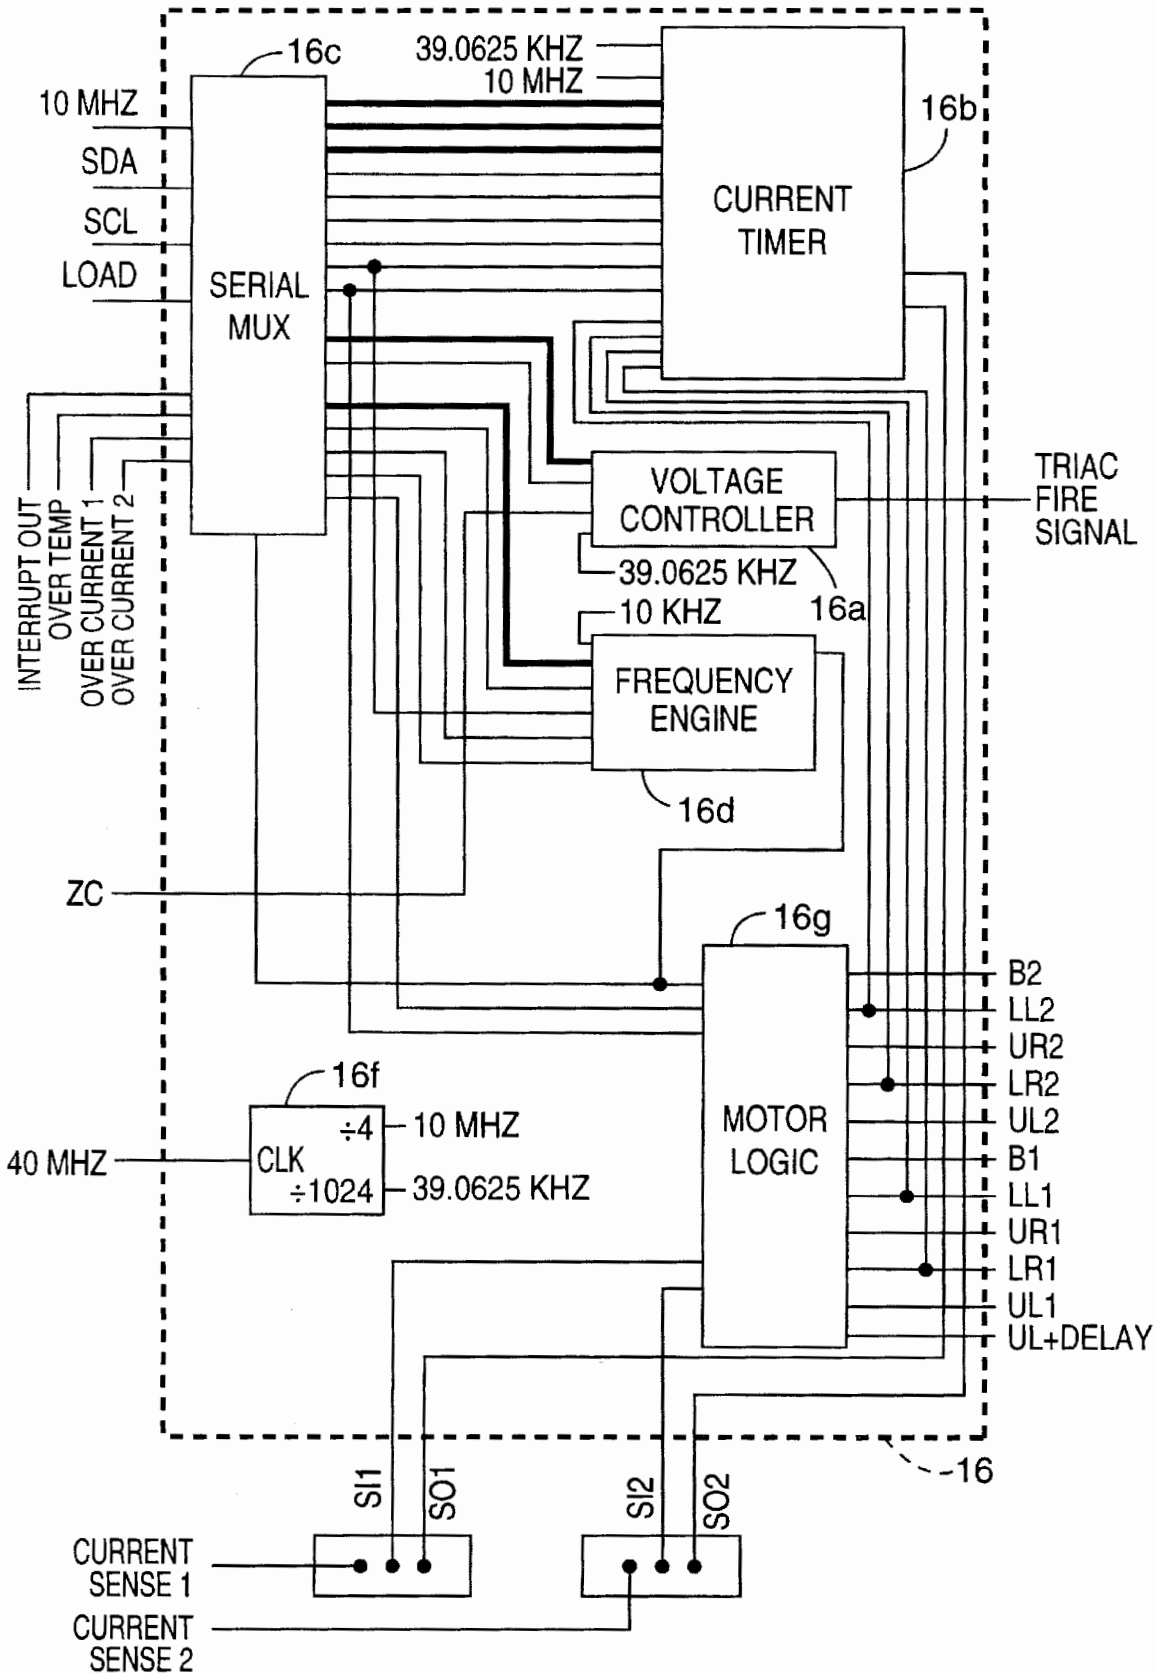 16c
39.0625 KHZ
10 MHZ
10 MHZ
SDA
SCL
LOAD
16b
CURRENT
TIMER
SERIAL
MUX
INTERRUPT OUT
OVER TEMP
OVER CURRENT 1
OVER CURRENT 2
VOLTAGE
CONTROLLER
TRIAC
FIRE
SIGNAL
39.0625 KHZ
16a
10 KHZ
FREQUENCY
ENGINE
16d
ZC
16g
B2
LL2
UR2
LR2
UL2
B1
LL1
UR1
LR1
UL1
UL+DELAY
MOTOR
LOGIC
16f
40 MHZ
CLK
÷4
10 MHZ
÷1024
39.0625 KHZ
16
SI1
SO1
SI2
SO2
CURRENT
SENSE 1
CURRENT
SENSE 2